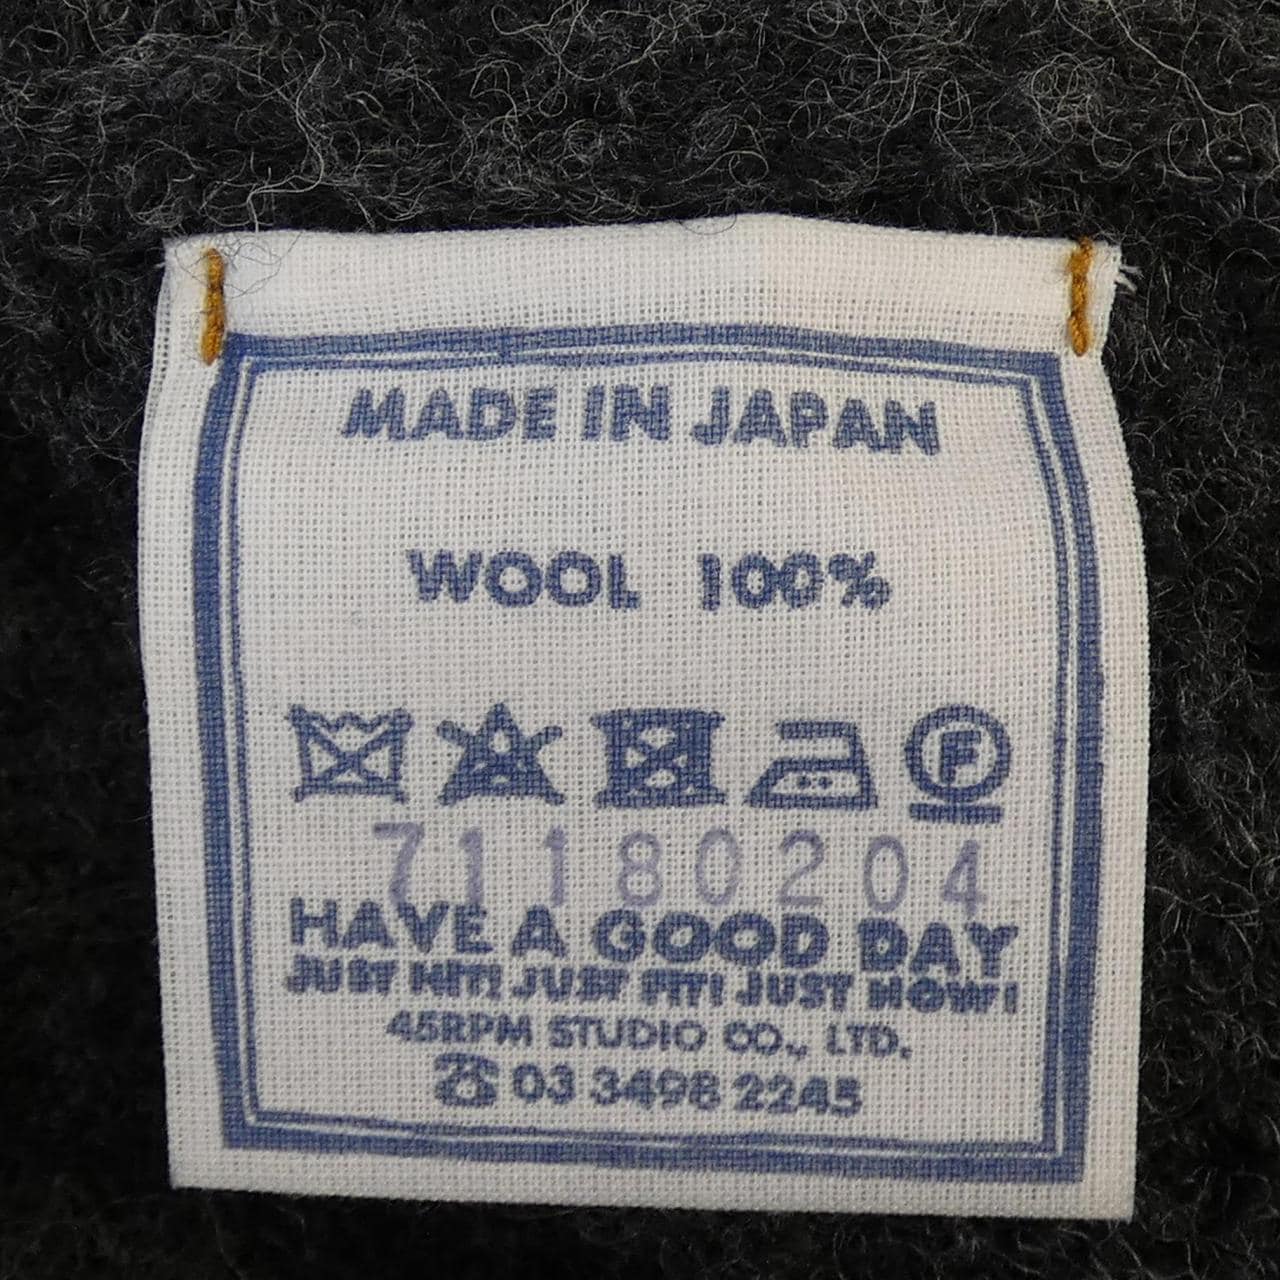 MADE IN JAPAN
WOOL 100%
F
71180204
HAVE A GOOD DAY
JUST HIT! JUST FIT! JUST NOW!
45RPM STUDIO CO., LTD.
☎ 03 3498 2245